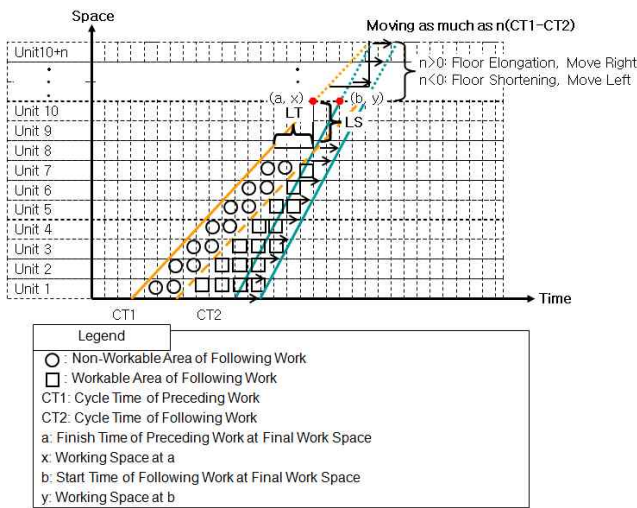 Space
Moving as much as n(CT1-CT2)
Unit10+n
n>0: Floor Elongation, Move Right
n<0: Floor Shortening, Move Left
(a, x)
(b, y)
Unit 10
LT
LS
Unit 9
Unit 8
Unit 7
Unit 6
Unit 5
Unit 4
Unit 3
Unit 2
Unit 1
Time
CT1
CT2
Legend
: Non-Workable Area of Following Work
: Workable Area of Following Work
CT1: Cycle Time of Preceding Work
CT2: Cycle Time of Following Work
a: Finish Time of Preceding Work at Final Work Space
x: Working Space at a
b: Start Time of Following Work at Final Work Space
y: Working Space at b